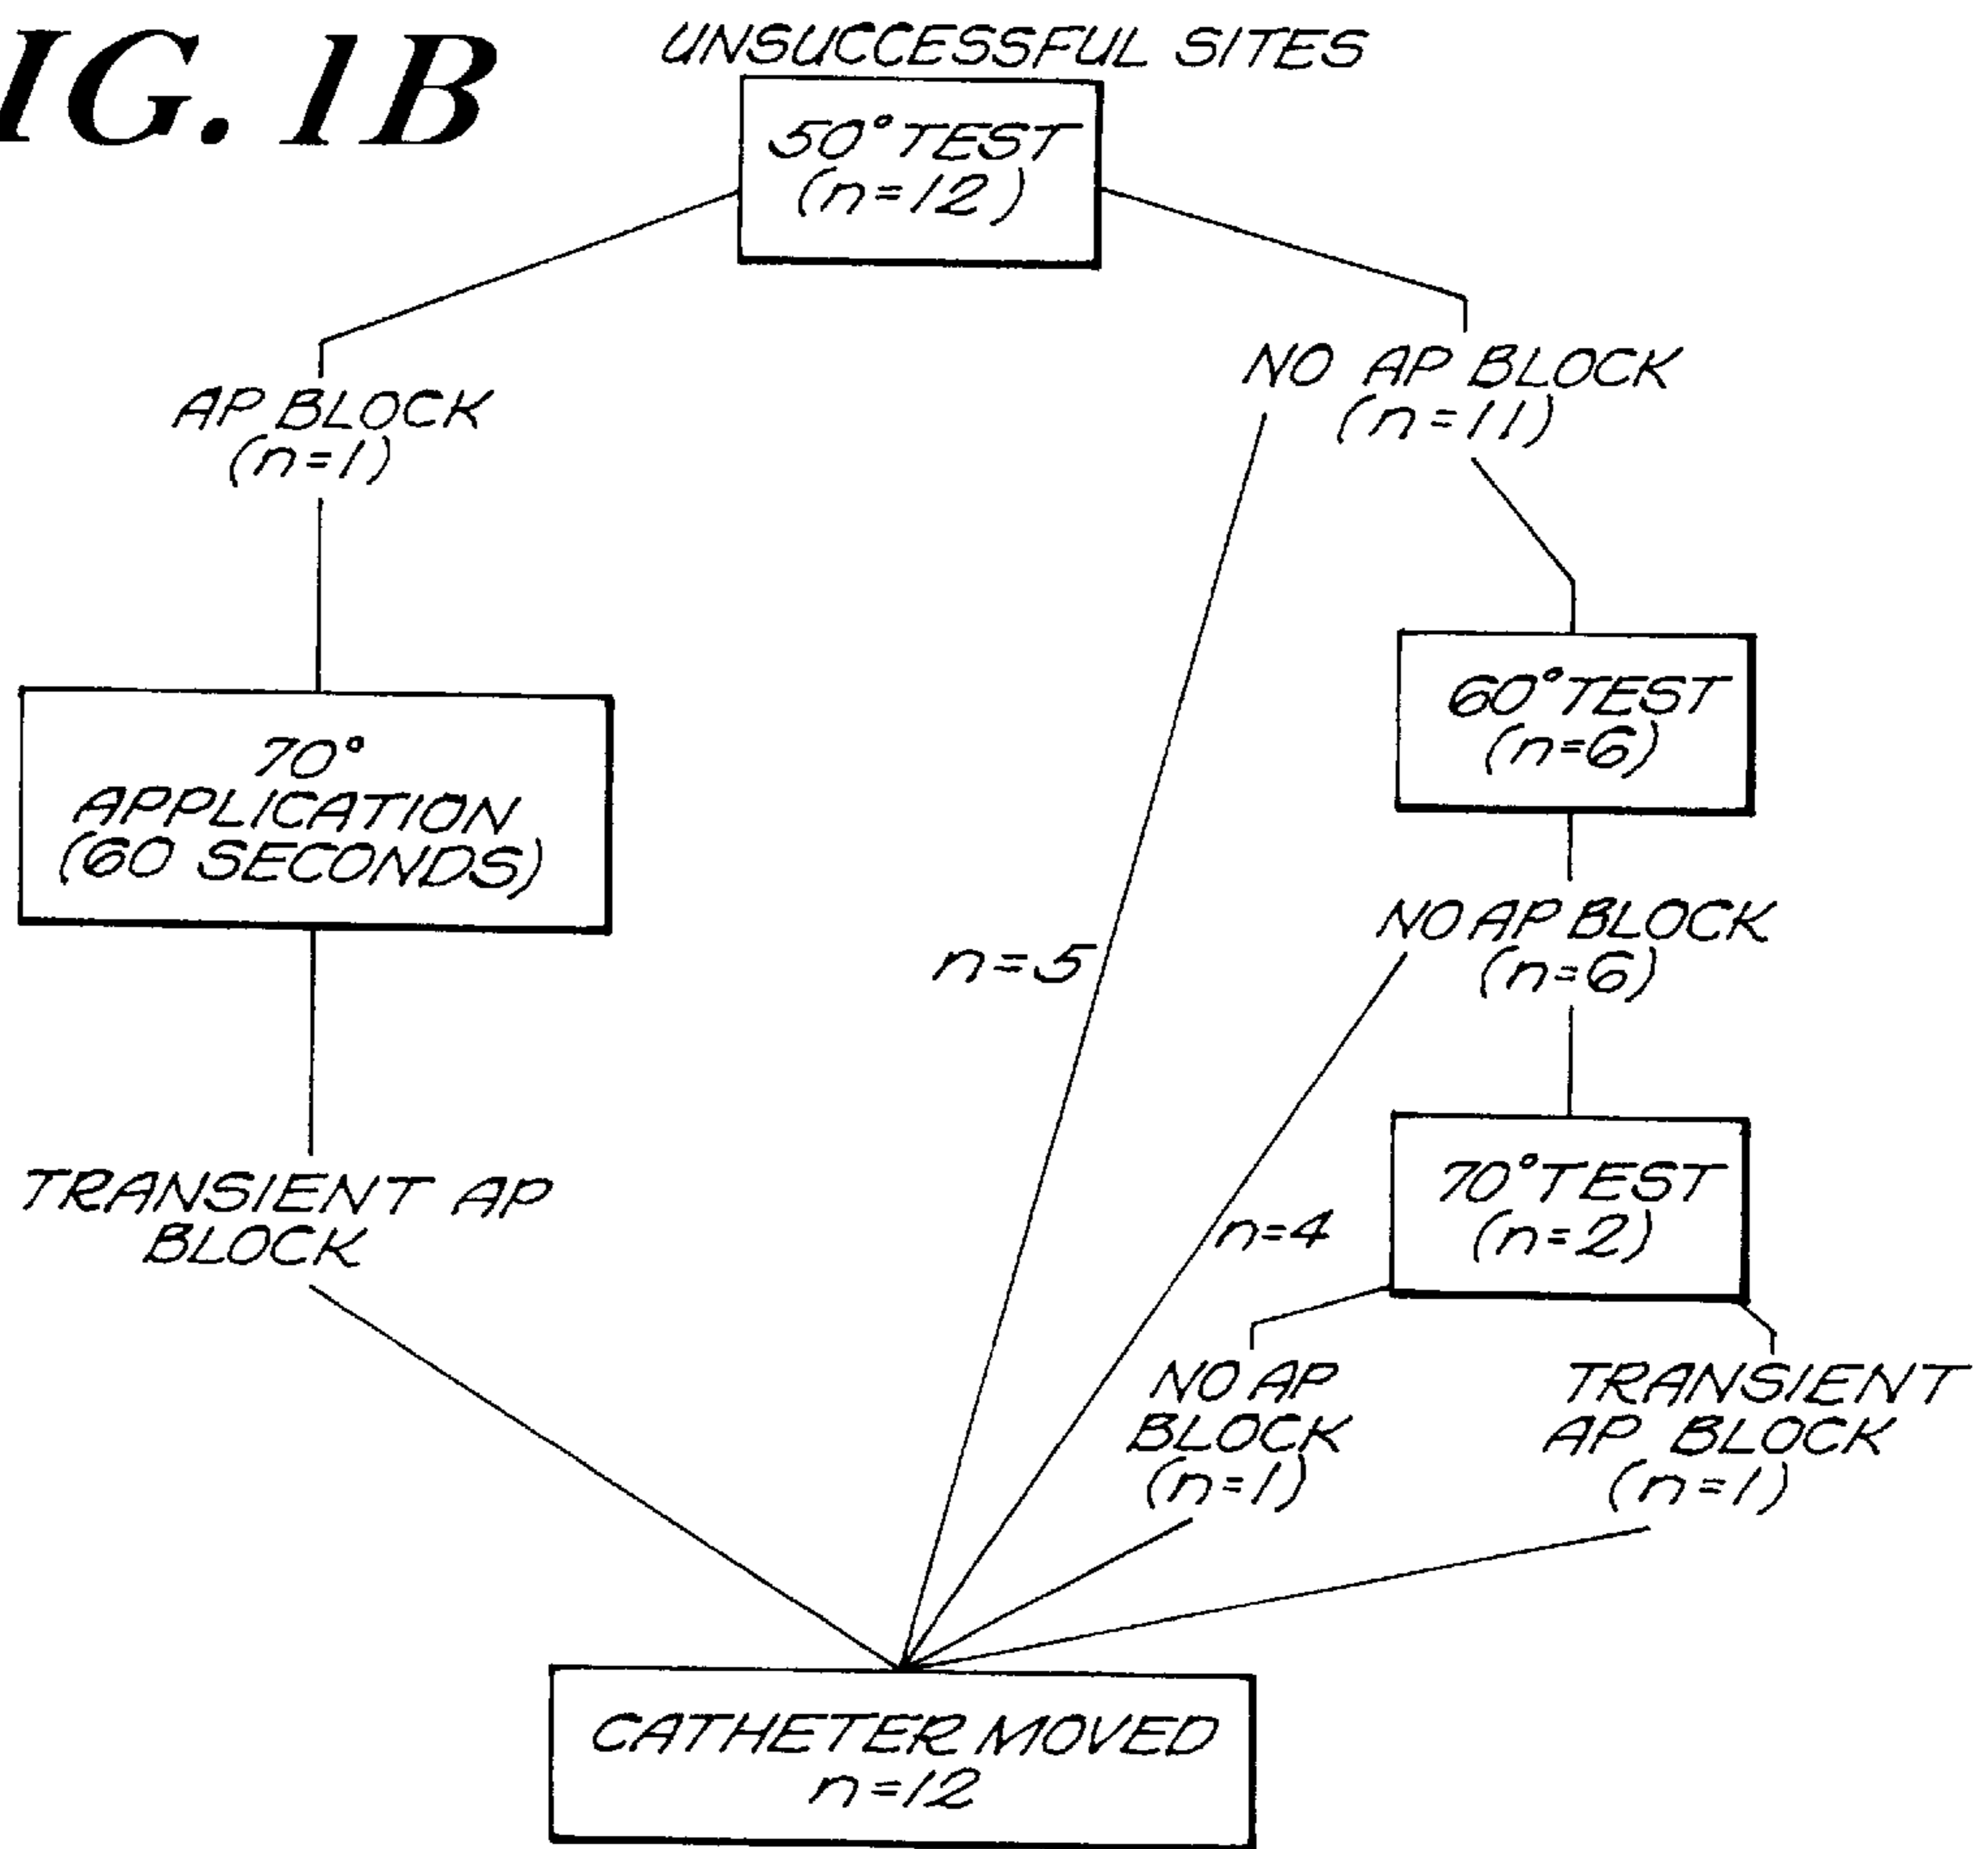 IG. 1B
UNSUCCESSFUL SITES
50° TEST
(n=12)
AP BLOCK
(n=1)
NO AP BLOCK
(n=11)
70°
APPLICATION
(60 SECONDS)
60° TEST
(n=6)
n=5
NO AP BLOCK
(n=6)
TRANSIENT AP
BLOCK
70° TEST
(n=2)
n=4
NO AP
BLOCK
(n=1)
TRANSIENT
AP BLOCK
(n=1)
CATHETER MOVED
n=12